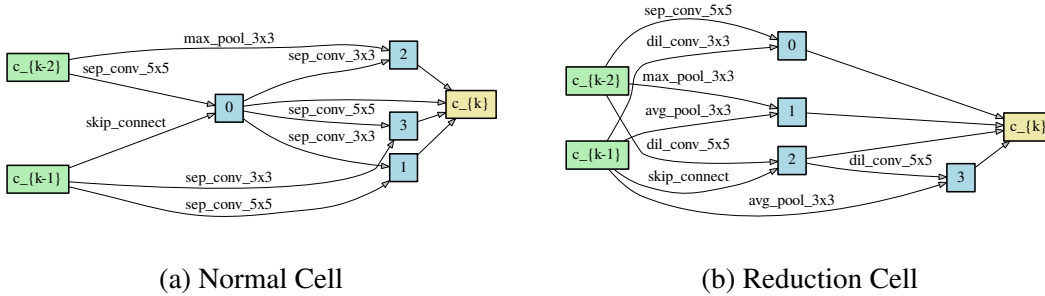 max_pool_3x3
c_{k-2}
sep_conv_5x5
sep_conv_3x3
2
skip_connect
0
sep_conv_5x5
c_{k}
3
sep_conv_3x3
c_{k-1}
sep_conv_3x3
1
sep_conv_5x5
(a) Normal Cell
sep_conv_5x5
dil_conv_3x3
0
c_{k-2}
max_pool_3x3
avg_pool_3x3
1
c_{k}
c_{k-1}
dil_conv_5x5
2
dil_conv_5x5
skip_connect
3
avg_pool_3x3
(b) Reduction Cell